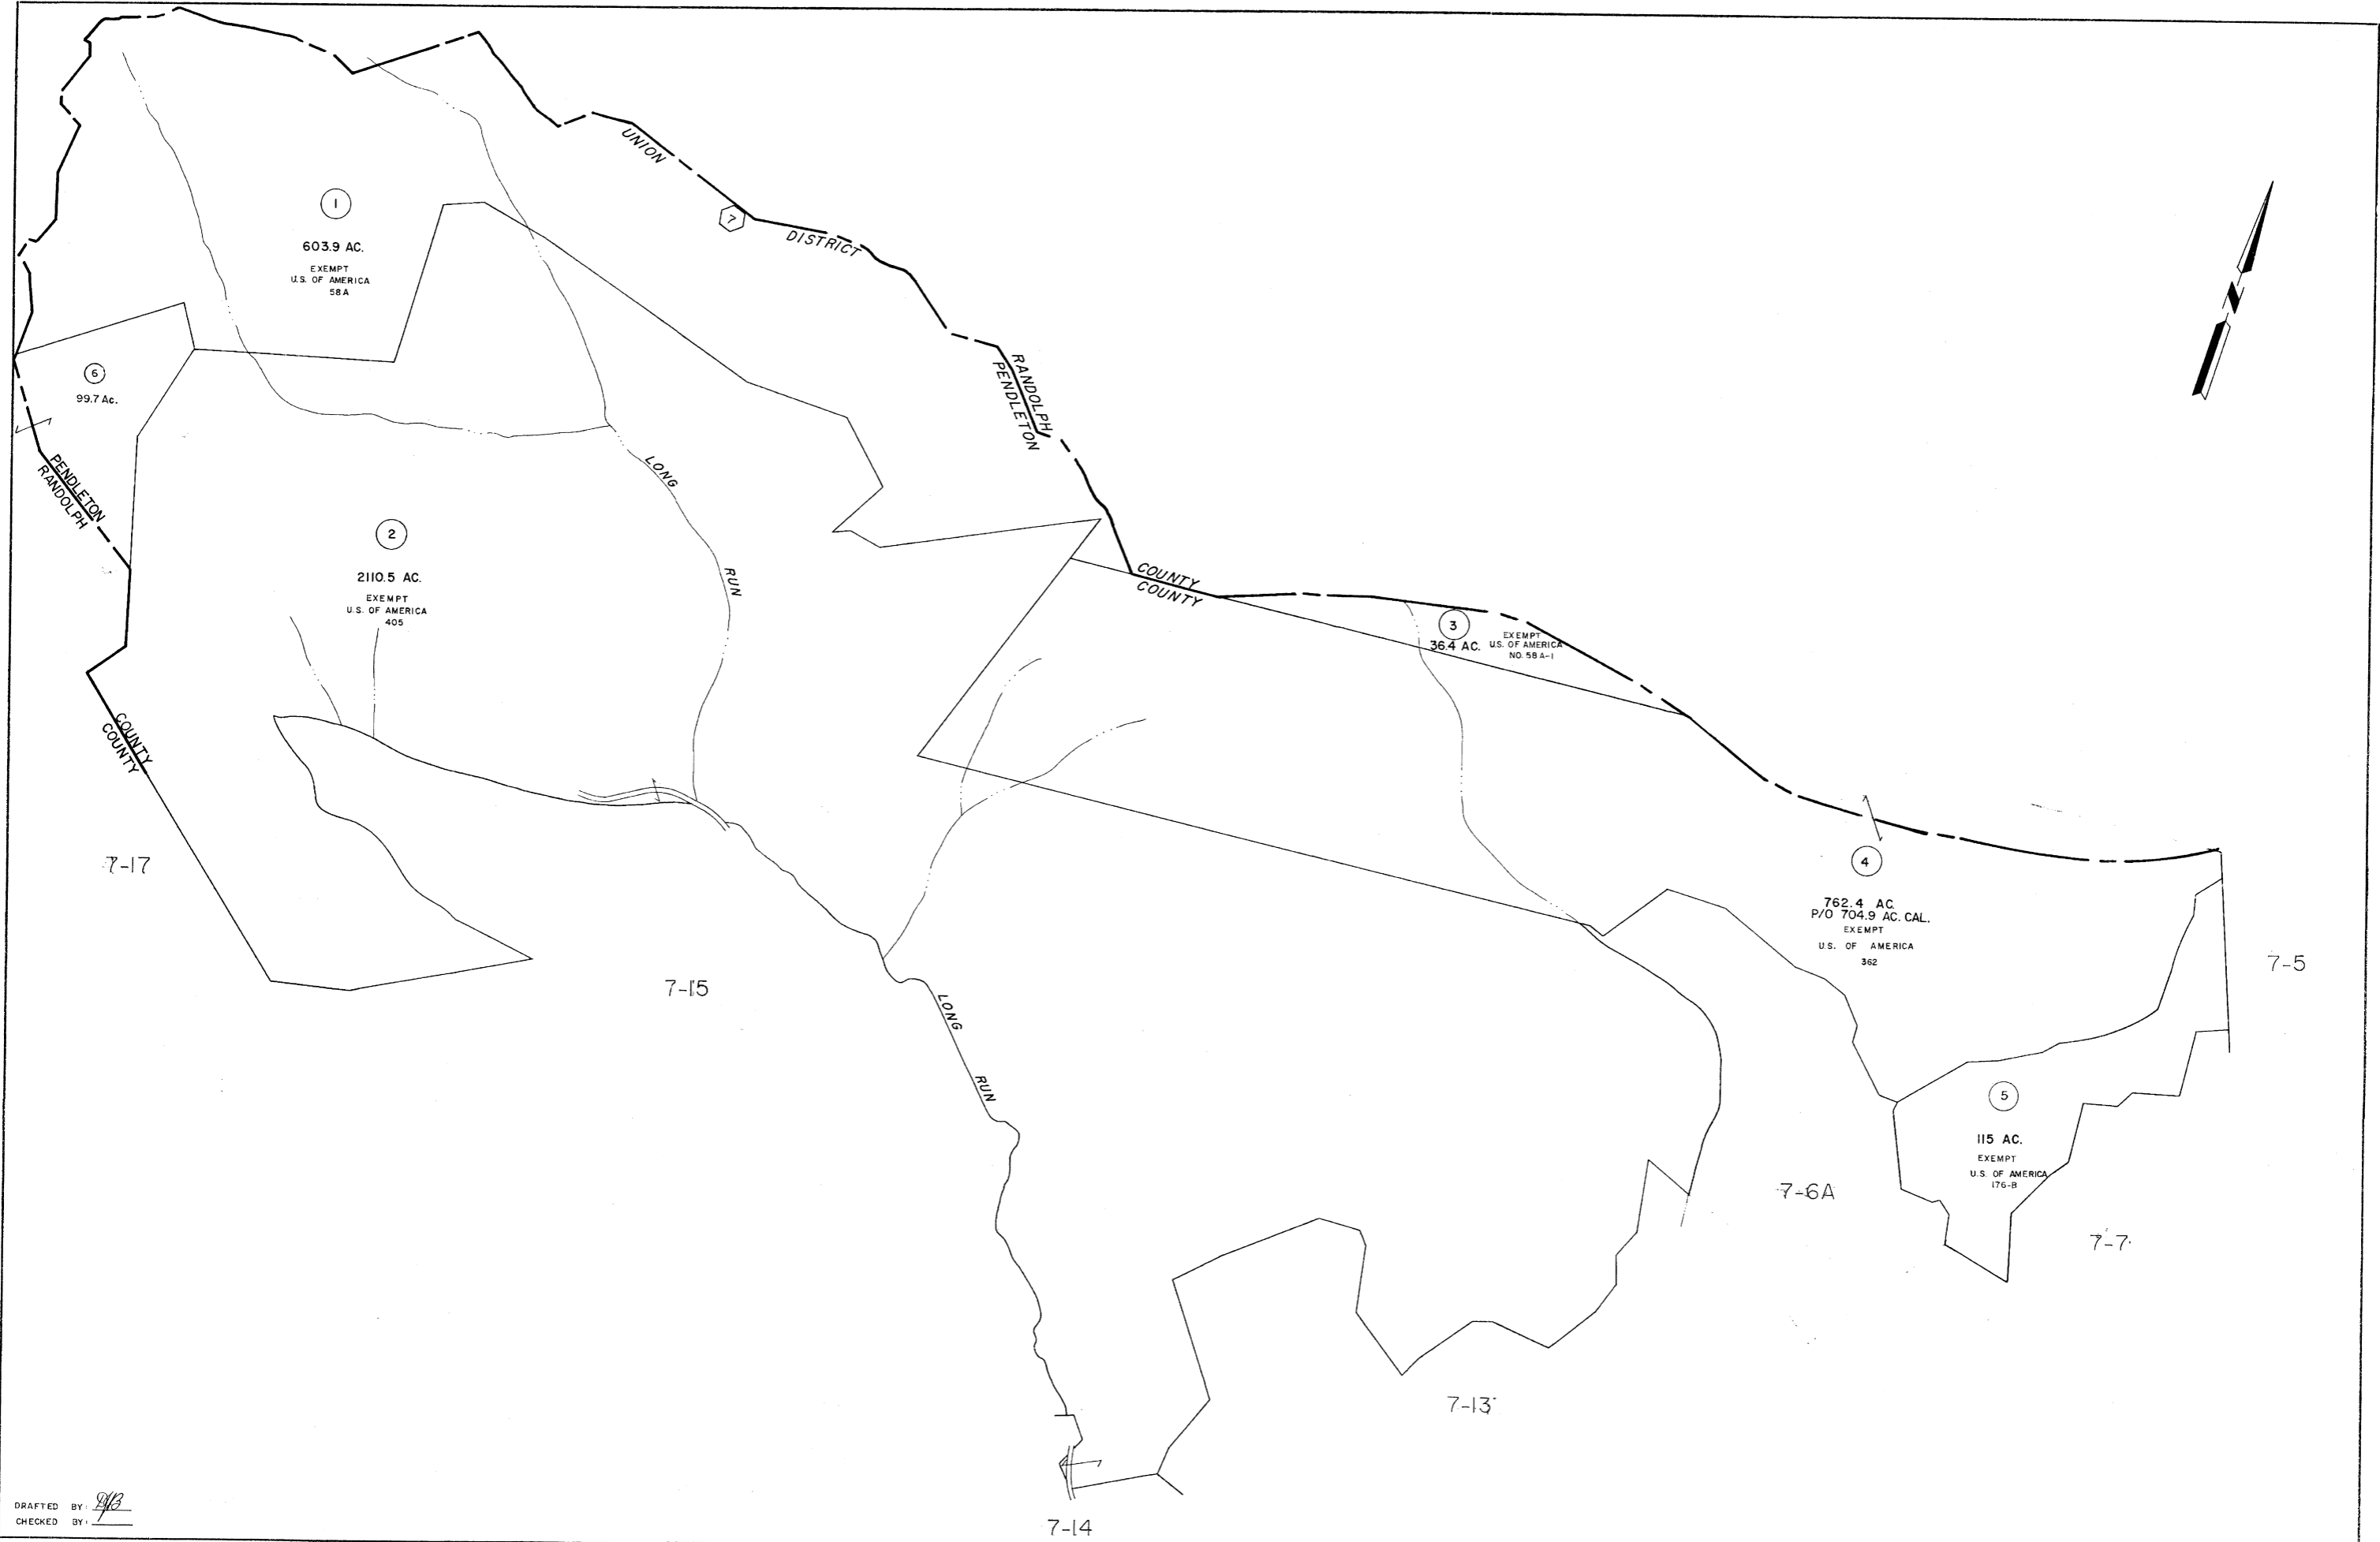 UNION
7
DISTRICT
1
603.9 AC.
EXEMPT
U.S. OF AMERICA
58 A
RANDOLPH
PENDLETON
6
99.7 Ac.
PENDLETON
RANDOLPH
LONG
RUN
2
2110.5 AC.
EXEMPT
U.S. OF AMERICA
405
COUNTY
COUNTY
3
36.4 AC.
EXEMPT
U.S. OF AMERICA
NO. 58 A-1
N
COUNTY
COUNTY
7-17
4
762.4 AC.
P/O 704.9 AC. CAL.
EXEMPT
U.S. OF AMERICA
362
7-5
7-15
LONG
RUN
5
115 AC.
EXEMPT
U.S. OF AMERICA
176-B
7-6A
7-7
7-13
7-14
DRAFTED BY:
CHECKED BY: